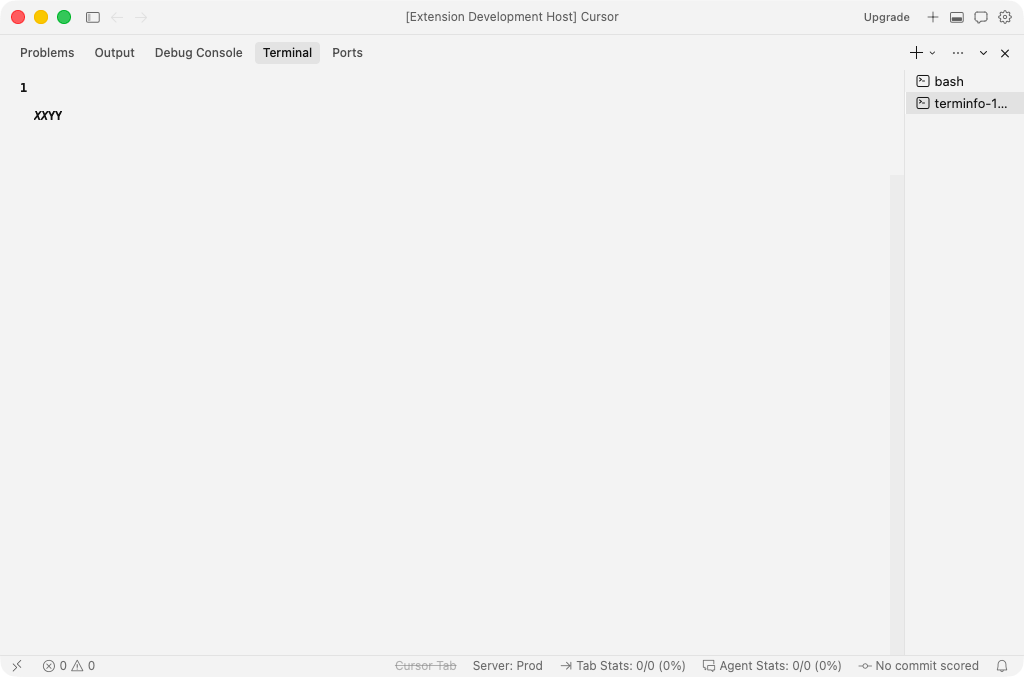 [Extension Development Host] Cursor
Upgrade
Problems Output Debug Console Terminal Ports
bash
terminfo-1...
1
XXYY
0 0 Cursor Tab Server: Prod Tab Stats: 0/0 (0%) Agent Stats: 0/0 (0%) No commit scored